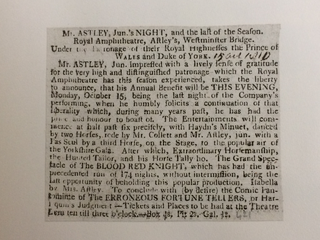 Mr. ASTLEY, Jun.'s NIGHT, and the last of the Season.
Royal Amphitheatre, Astley's, Westminster Bridge.
Under the Patronage of their Royal Highnesses the Prince of
WALES and Duke of YORK. 15 Oct
Mr. ASTLEY, Jun. impressed with a lively sense of gratitude
for the very high and distinguished patronage which the Royal
Amphitheatre has this season experienced, takes the liberty
to announce, that his Annual Benefit will be THIS EVENING,
Monday, October 15, being the last night of the Company's
performing, when he humbly solicits a continuation of that
liberality which, during many years past, he has had the
pride and honour to boast of. The Entertainments will com-
mence at half past six precisely, with Haydn's Minuet, danced
by two Horses, rode by Mr. Collett and Mr. Astley, jun. with a
Pas Seul by a third Horse, on the Stage, to the popular air of
the Yorkshire Gala. After which, Extraordinary Horsemanship,
the Hunted Tailor, and his Horse Tally ho. The Grand Spec-
tacle of The BLOOD RED KNIGHT, which has had the un-
precedented run of 174 nights, without intermission, being the
last opportunity of beholding this popular production, Isabella
by Mrs. Astley. To conclude with (by desire) the Comic Pan-
tomime of The ERRONEOUS FORTUNE TELLERS, or Har-
lequin's Judgment.—Tickets and Places to be had at the Theatre
from ten till three o'clock.—Box 4s. Pit 2s. Gal. 1s.